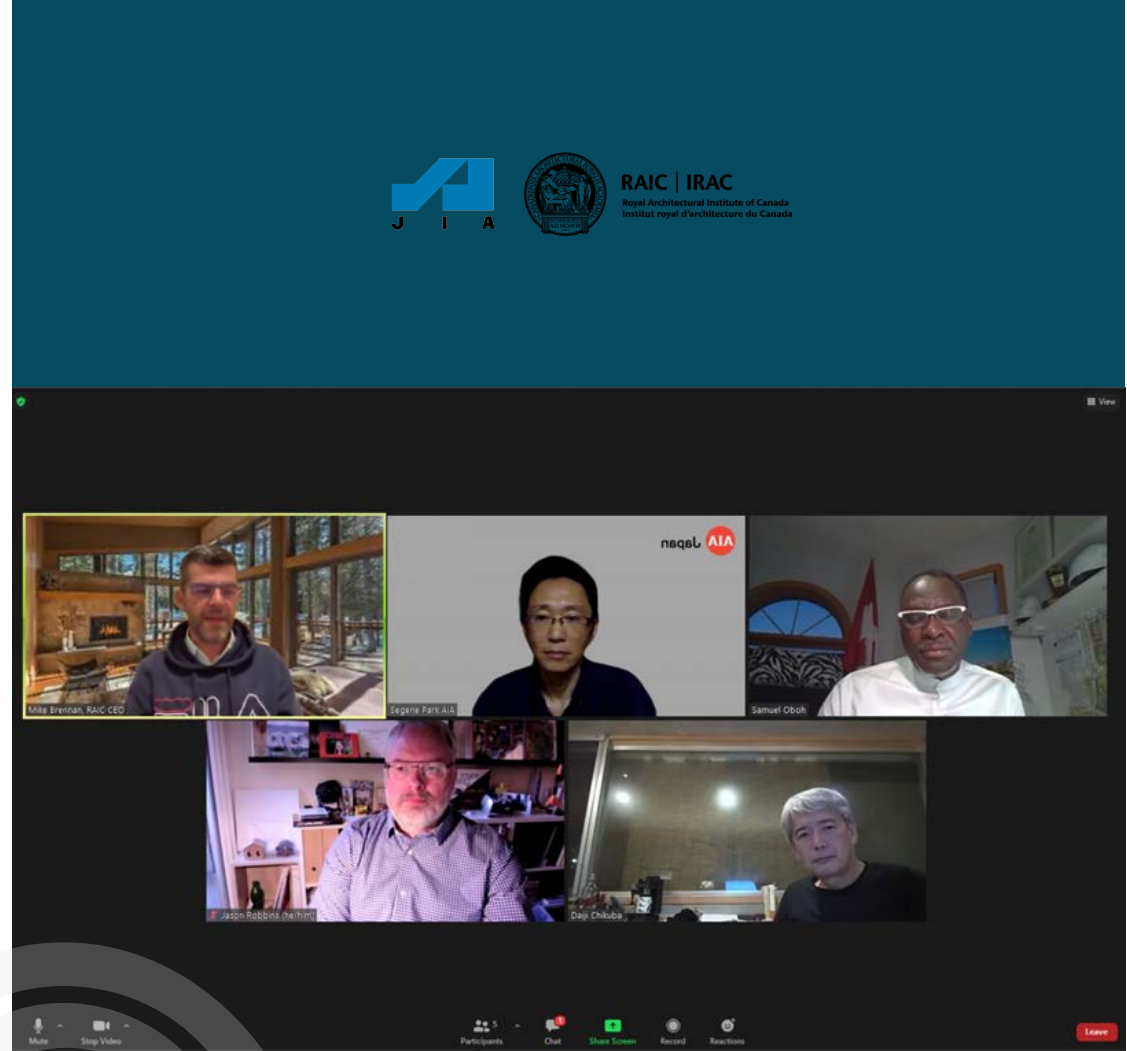 J I A
RAIC | IRAC
Royal Architectural Institute of Canada
Institut royal d'architecture du Canada
View
AIA Japan
Mike Brennan, RAIC CEO
Segene Park AIA
Samuel Oboh
Jason Robbins (he/him)
Daiji Chikuba
Mute
Stop Video
5
Participants
Chat
Share Screen
Record
Reactions
Leave